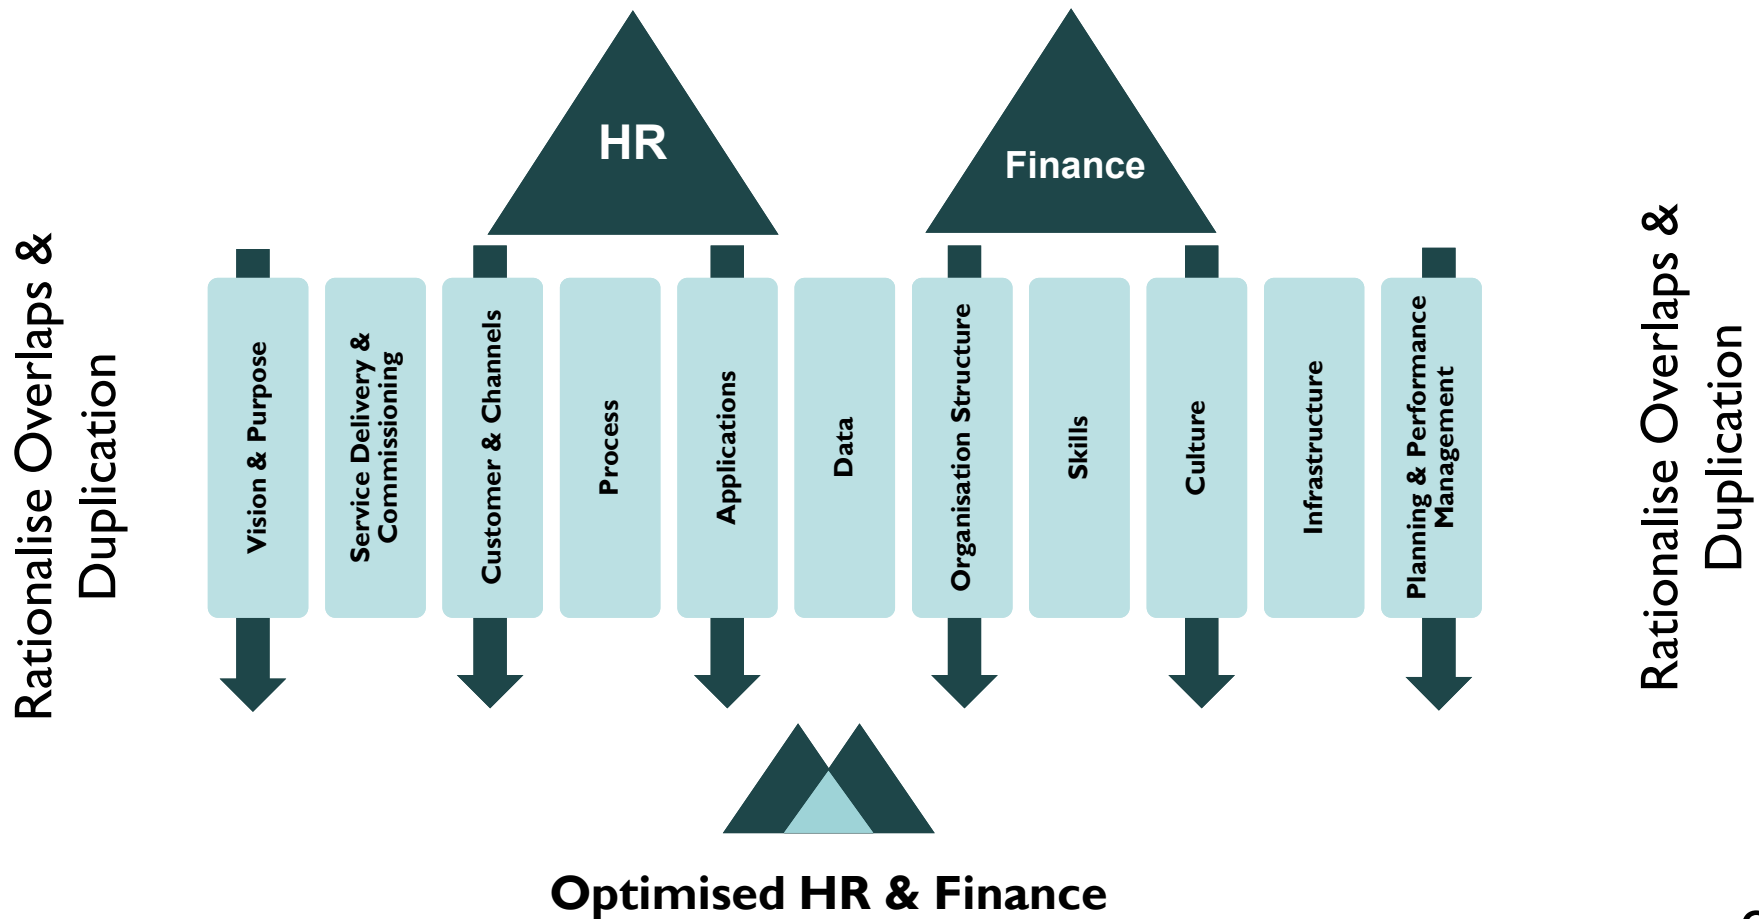 HR
Finance
Rationalise Overlaps &
Duplication
Vision & Purpose
Service Delivery &
Commissioning
Customer & Channels
Process
Applications
Data
Organisation Structure
Skills
Culture
Infrastructure
Planning & Performance
Management
Rationalise Overlaps &
Duplication
Optimised HR & Finance